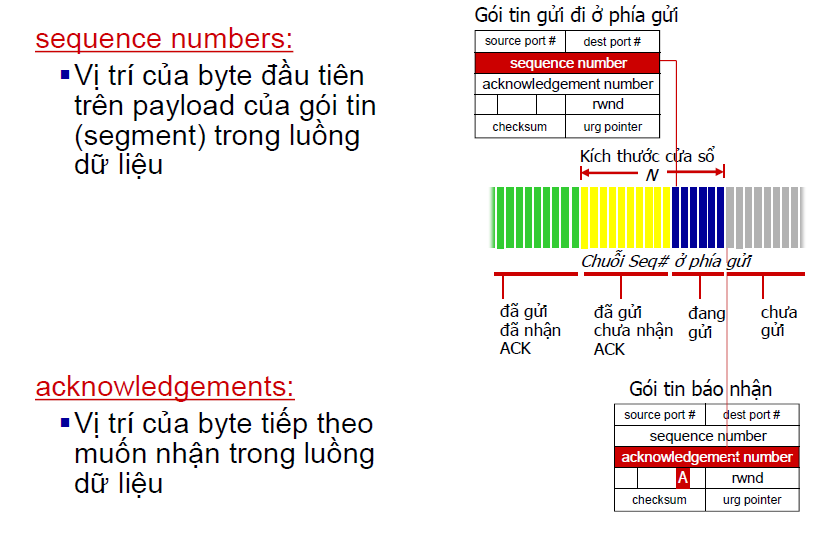 sequence numbers:
▪Vị trí của byte đầu tiên
trên payload của gói tin
(segment) trong luồng
dữ liệu
acknowledgements:
▪Vị trí của byte tiếp theo
muốn nhận trong luồng
dữ liệu
Gói tin gửi đi ở phía gửi
source port # dest port #
sequence number
acknowledgement number
rwnd
checksum urg pointer
Kích thước cửa sổ
N
Chuỗi Seq# ở phía gửi
đã gửi
đã nhận
ACK
đã gửi
chưa nhận
ACK
đang
gửi
chưa
gửi
Gói tin báo nhận
source port # dest port #
sequence number
acknowledgement number
A rwnd
checksum urg pointer